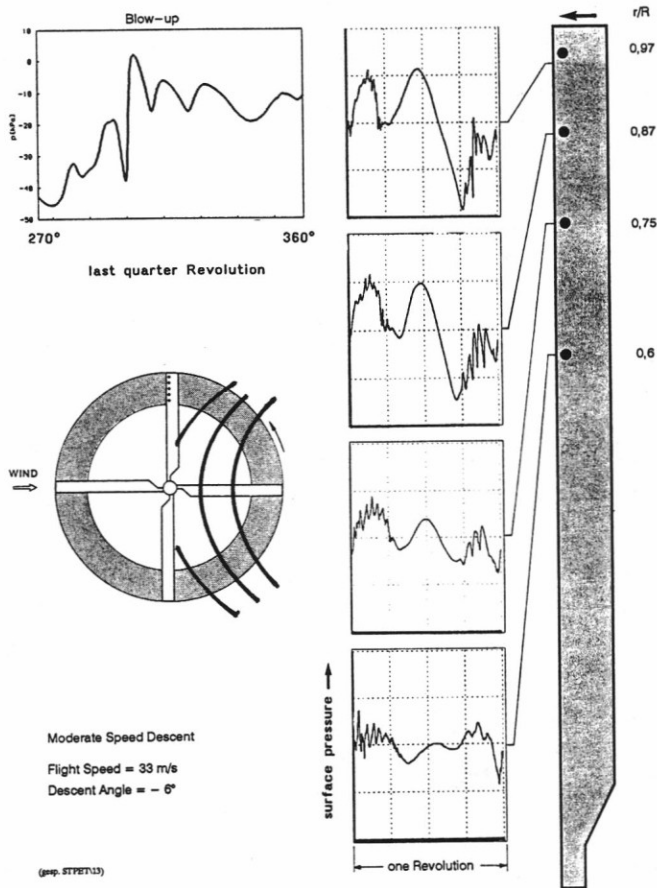 Blow-up
10
0
-10
-20
-30
-40
-50
p[kPa]
270°
360°
last quarter Revolution
WIND
Moderate Speed Descent
Flight Speed = 33 m/s
Descent Angle = – 6°
surface pressure
one Revolution
r/R
0,97
0,87
0,75
0,6